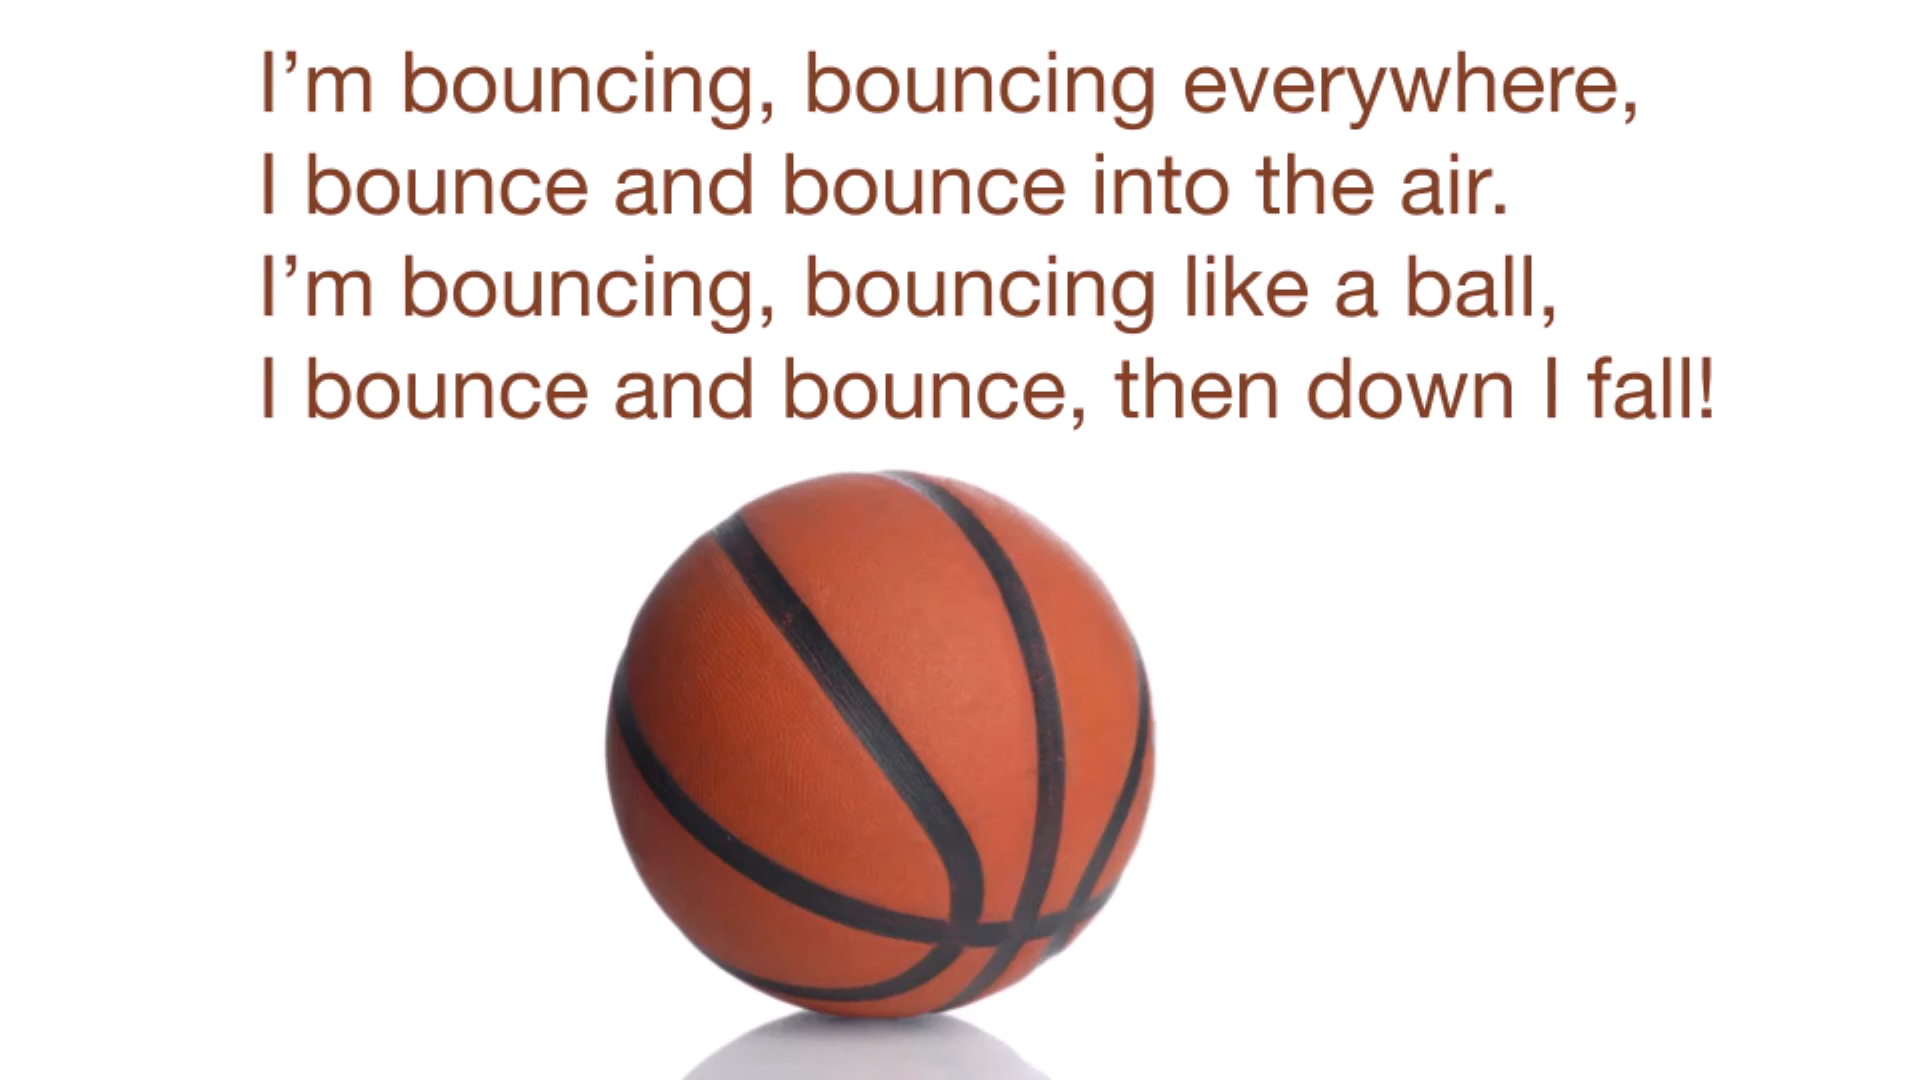 I’m bouncing, bouncing everywhere,
I bounce and bounce into the air.
I’m bouncing, bouncing like a ball,
I bounce and bounce, then down I fall!